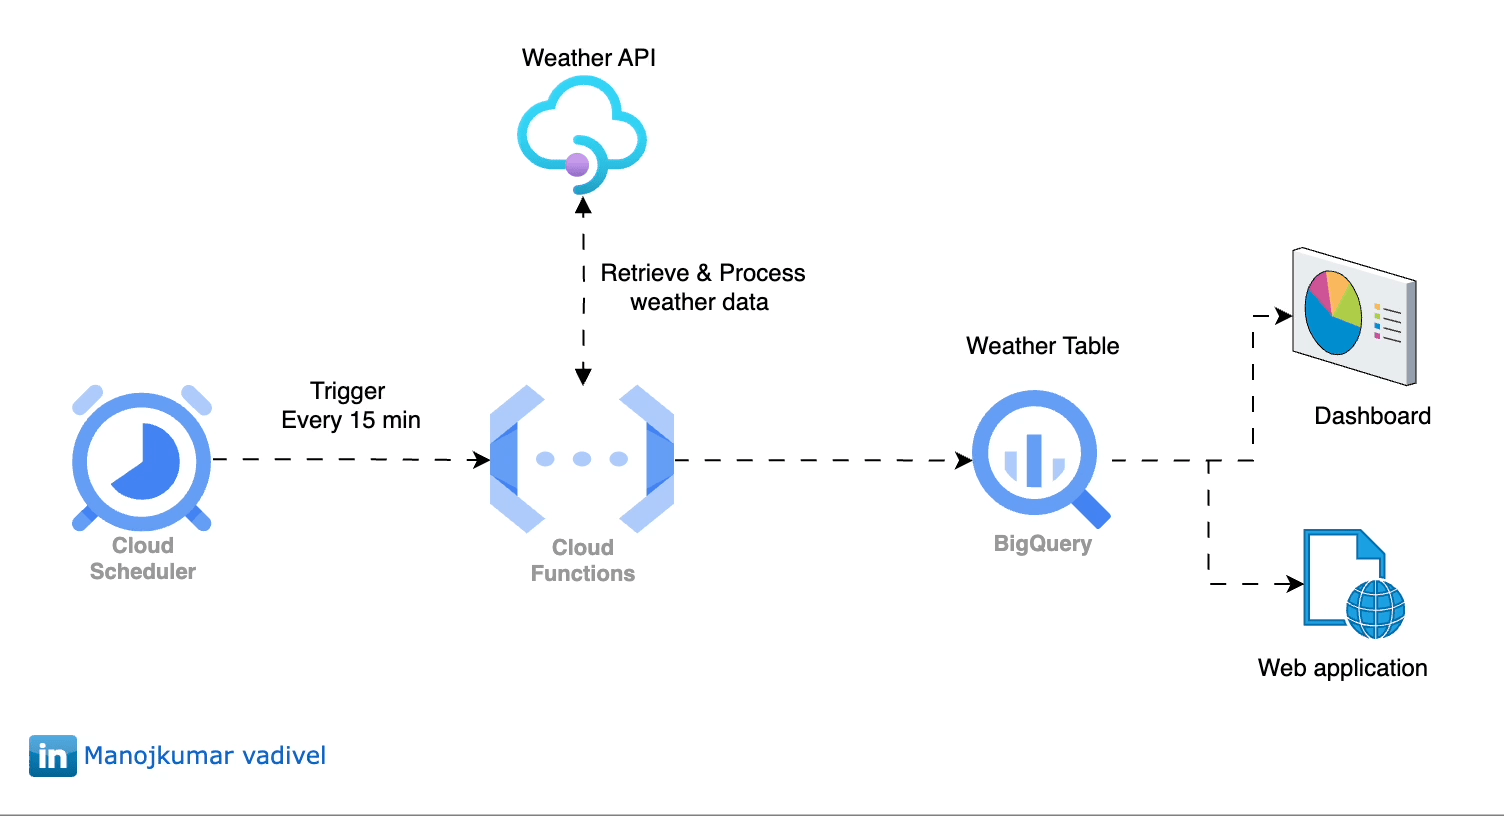 Weather API
Retrieve & Process
weather data
Weather Table
Trigger
Every 15 min
Dashboard
Cloud
Scheduler
Cloud
Functions
BigQuery
Web application
in Manojkumar vadivel